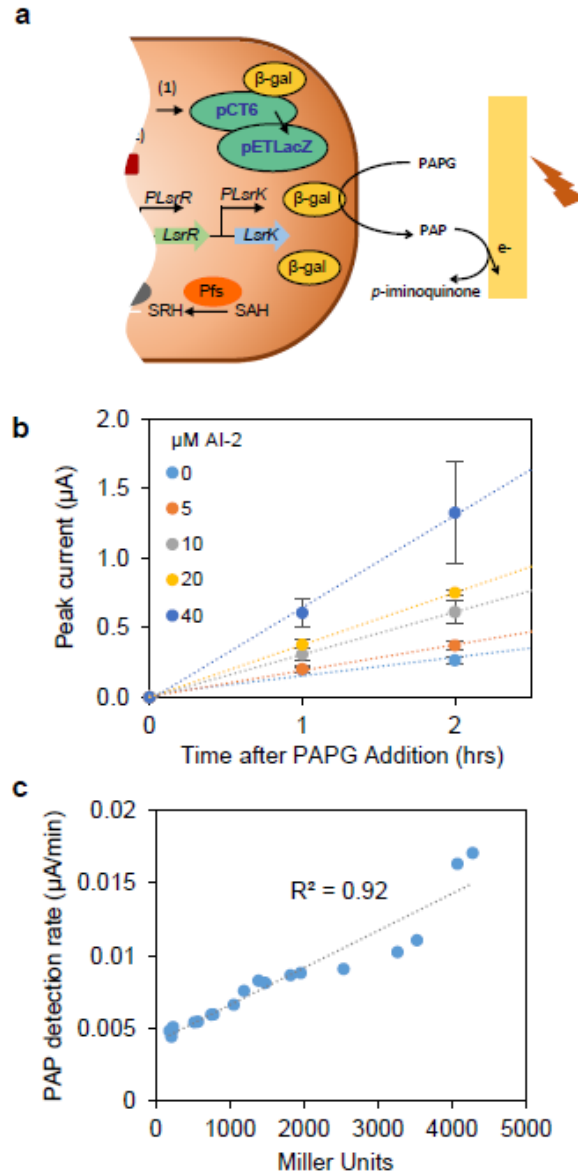 a
β-gal
(1)
pCT6
pETLacZ
PLsrR
PLsrK
β-gal
PAPG
LsrR
LsrK
PAP
e-
β-gal
p-iminoquinone
Pfs
SRH
SAH
b
μM AI-2
0
5
10
20
40
2.0
1.5
1.0
0.5
0.0
Peak current (μA)
0
1
2
Time after PAPG Addition (hrs)
c
0.02
0.015
0.01
0.005
0
PAP detection rate (μA/min)
R² = 0.92
0
1000
2000
3000
4000
5000
Miller Units